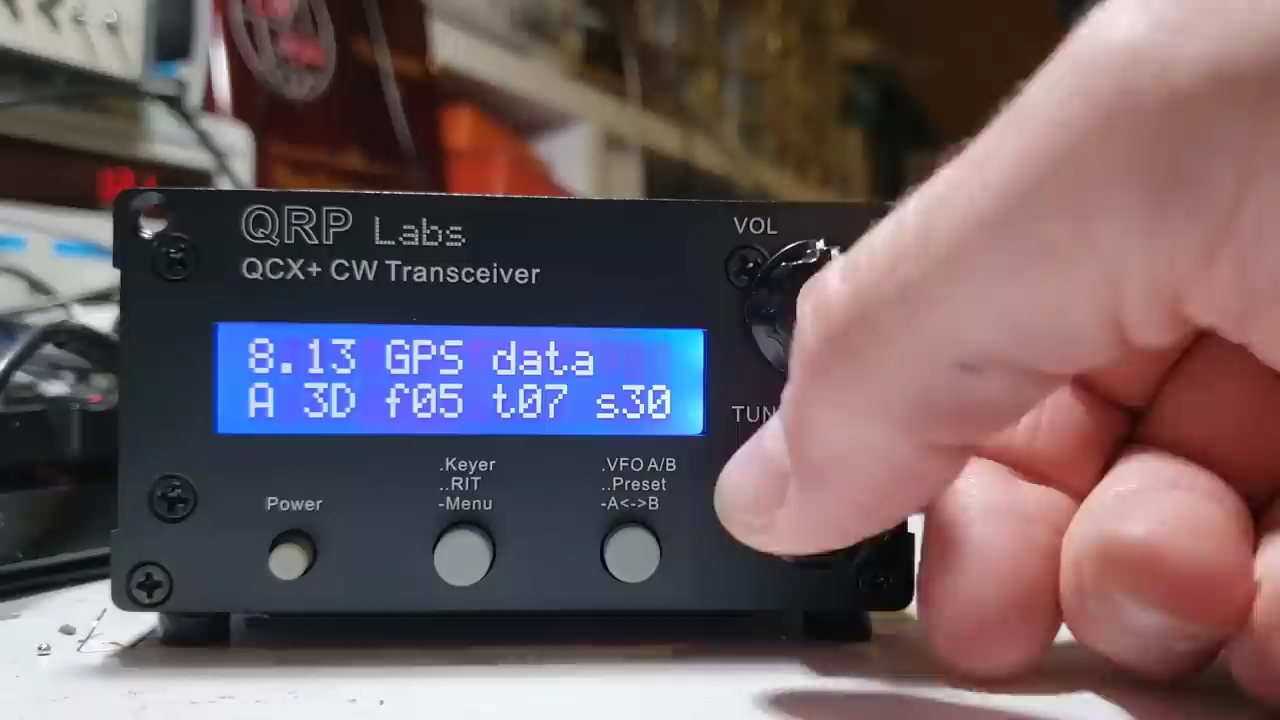 QRP Labs
QCX+ CW Transceiver
VOL
8.13 GPS data
A 3D f05 t07 s30
TUN
Power
.Keyer
..RIT
-Menu
.VFO A/B
..Preset
-A<->B